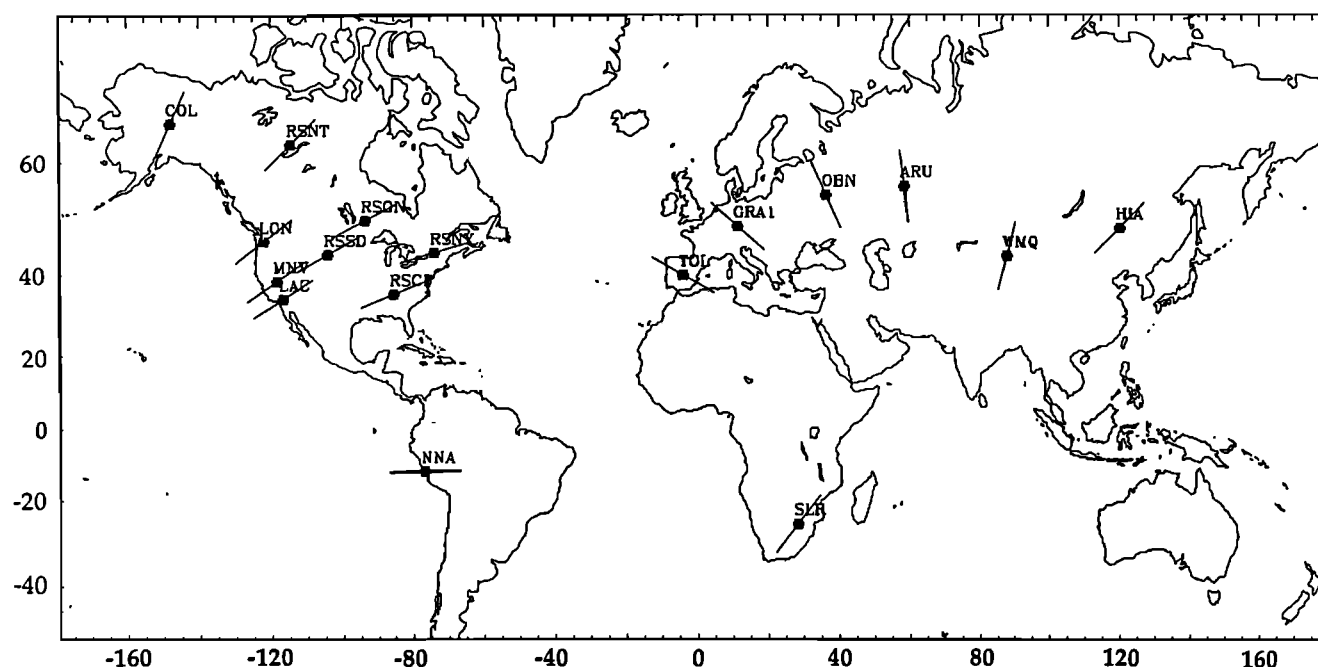 COL
RSNT
60
ARU
OBN
RSON
GRA1
HIA
LON
RSSD
RSNY
WMQ
TOL
MNV
40
RSCP
LAC
20
0
NNA
-20
SLR
-40
-160 -120 -80 -40 0 40 80 120 160